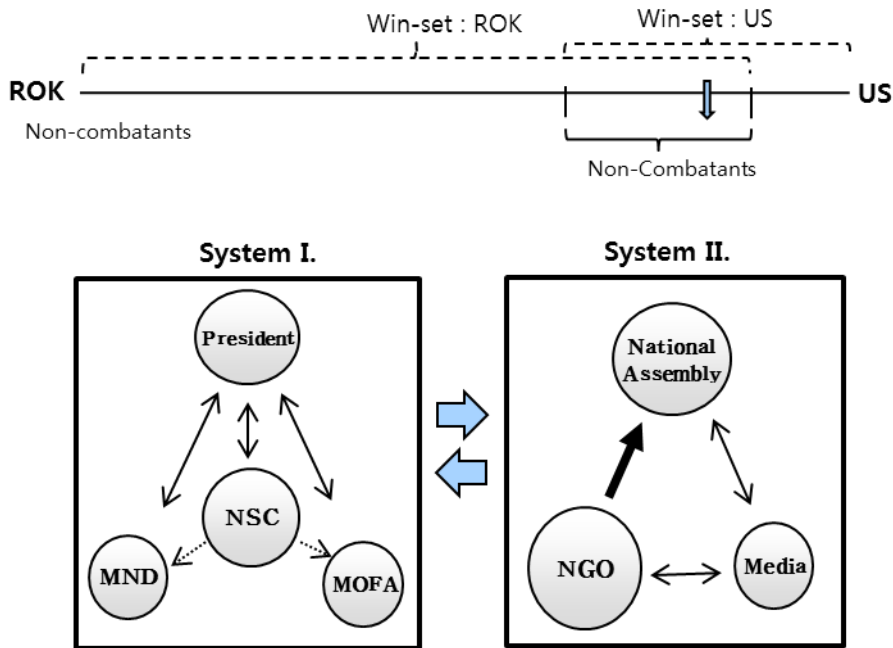 Win-set : ROK
Win-set : US
ROK
US
Non-combatants
Non-Combatants
System I.
System II.
President
NSC
MND
MOFA
National
Assembly
NGO
Media